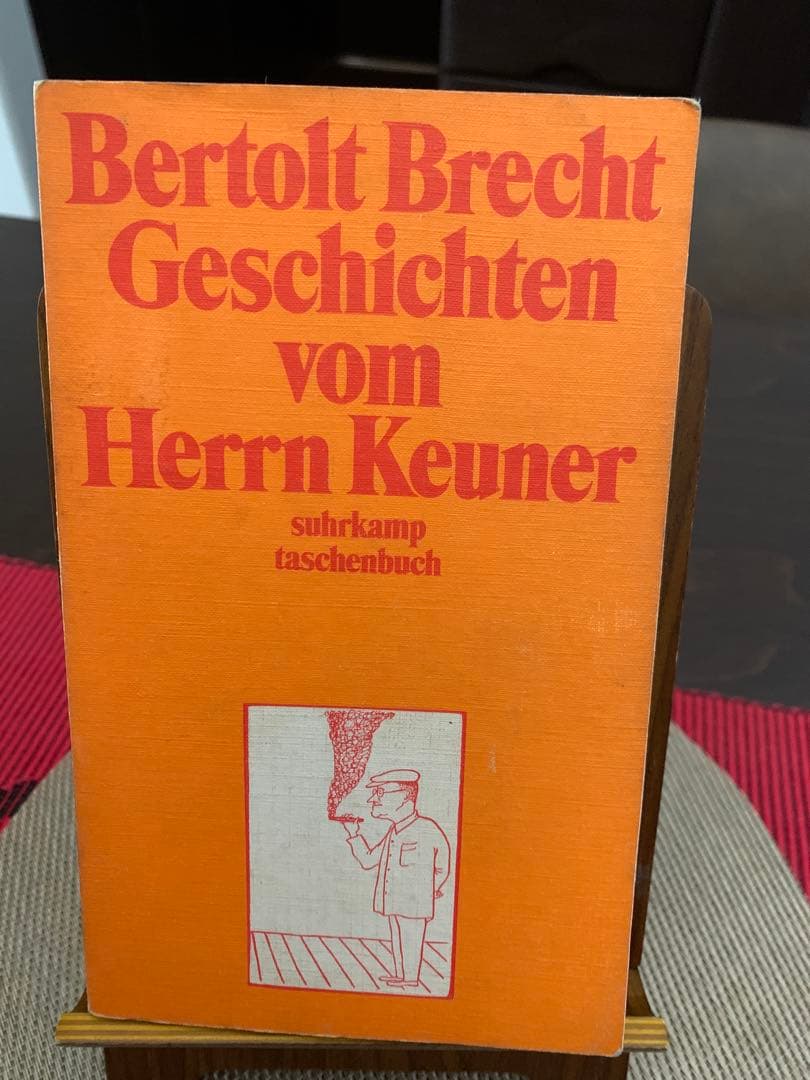 Bertolt Brecht
Geschichten
vom
Herrn Keuner
suhrkamp
taschenbuch